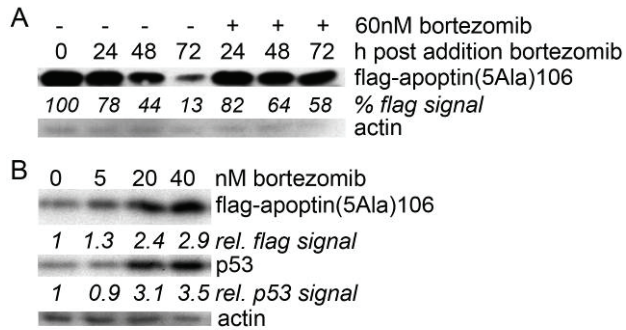 A
- - - - + + + 60nM bortezomib
0 24 48 72 24 48 72 h post addition bortezomib
flag-apoptin(5Ala)106
100 78 44 13 82 64 58 % flag signal
actin
B
0 5 20 40 nM bortezomib
flag-apoptin(5Ala)106
1 1.3 2.4 2.9 rel. flag signal
p53
1 0.9 3.1 3.5 rel. p53 signal
actin